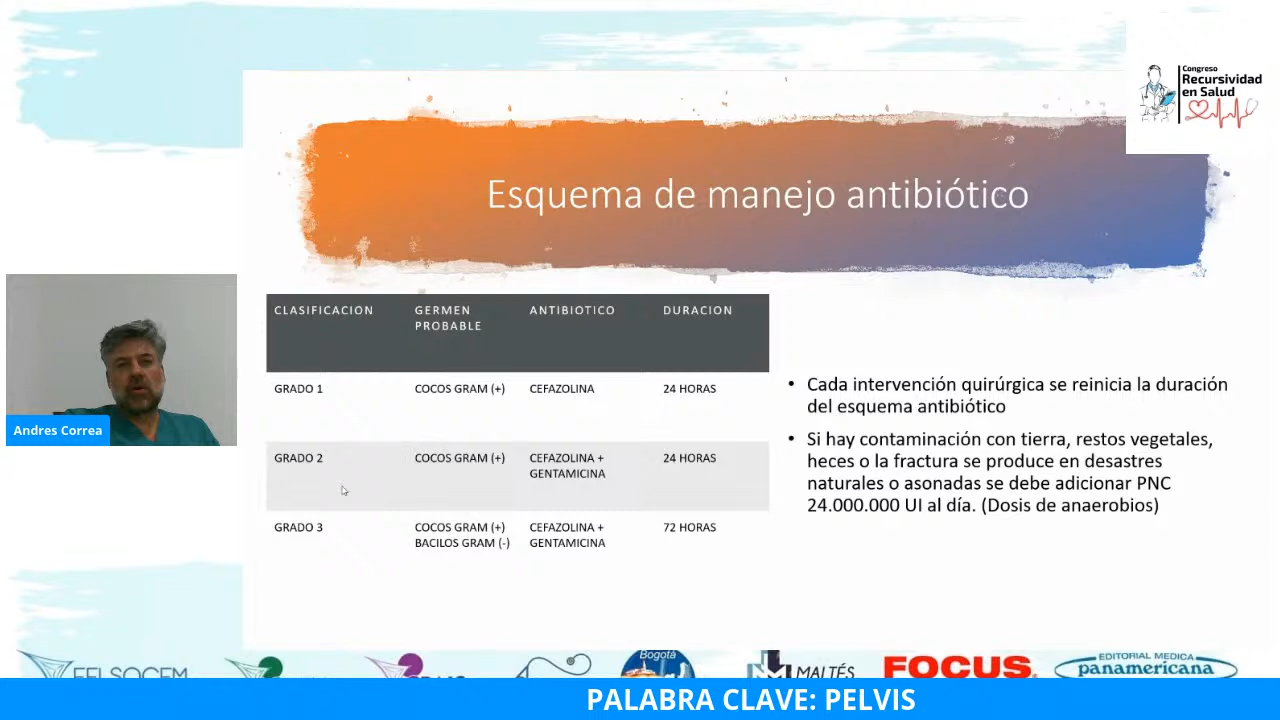 Congreso
Recursividad
en Salud
Esquema de manejo antibiótico
CLASIFICACION GERMEN PROBABLE ANTIBIOTICO DURACION
GRADO 1 COCOS GRAM (+) CEFAZOLINA 24 HORAS
GRADO 2 COCOS GRAM (+) CEFAZOLINA + GENTAMICINA 24 HORAS
GRADO 3 COCOS GRAM (+) BACILOS GRAM (-) CEFAZOLINA + GENTAMICINA 72 HORAS
• Cada intervención quirúrgica se reinicia la duración
del esquema antibiótico
• Si hay contaminación con tierra, restos vegetales,
heces o la fractura se produce en desastres
naturales o asonadas se debe adicionar PNC
24.000.000 UI al día. (Dosis de anaerobios)
Andres Correa
Bogotá
MALTÉS
FOCUS
EDITORIAL MEDICA
panamericana
PALABRA CLAVE: PELVIS